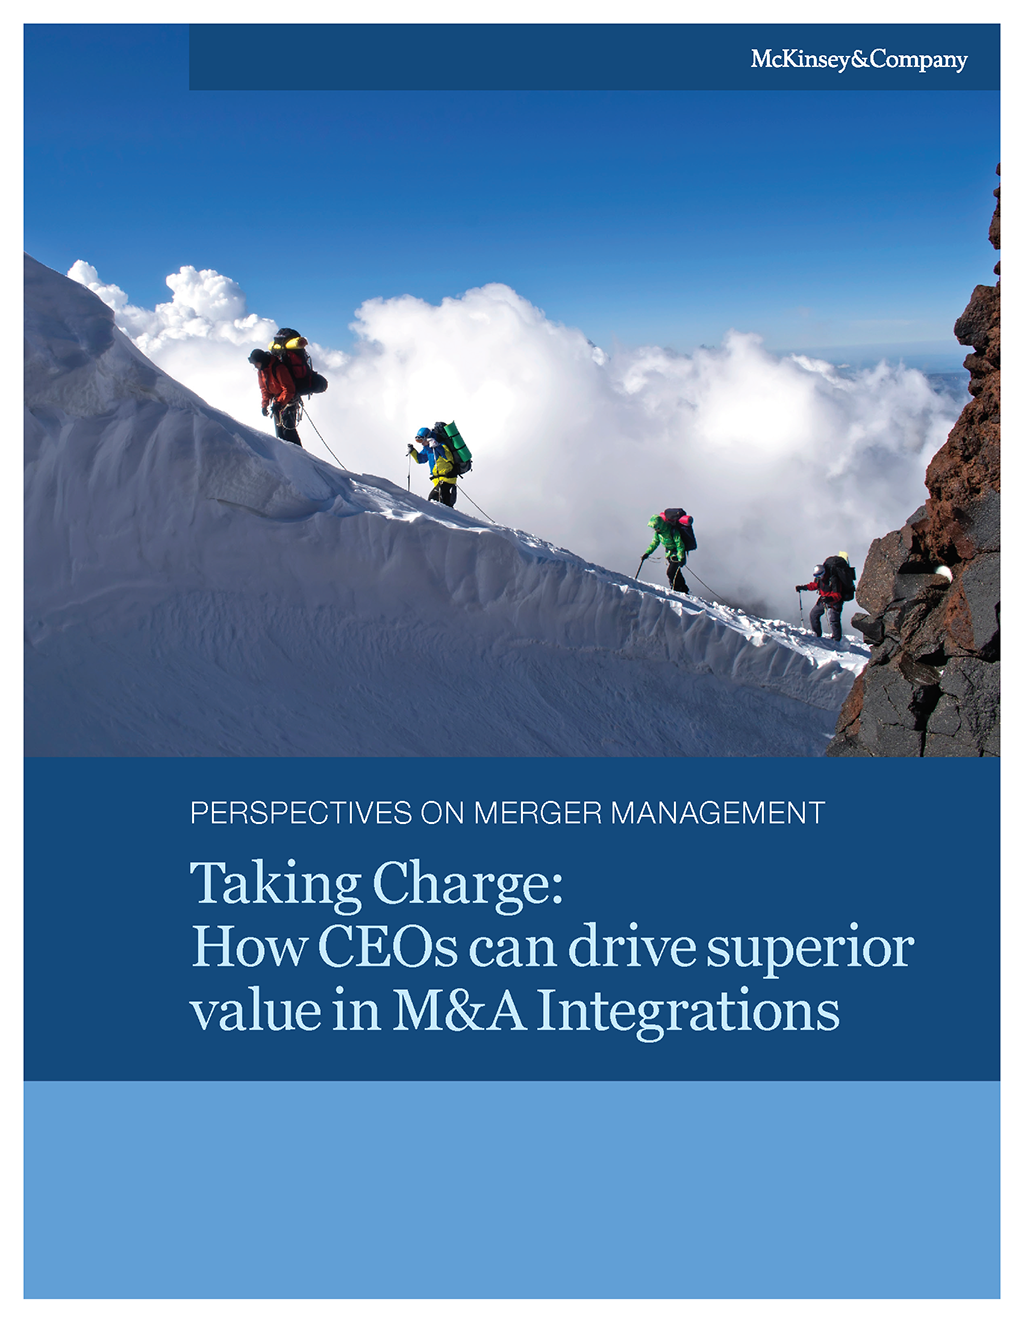 McKinsey&Company
PERSPECTIVES ON MERGER MANAGEMENT
Taking Charge:
How CEOs can drive superior
value in M&A Integrations